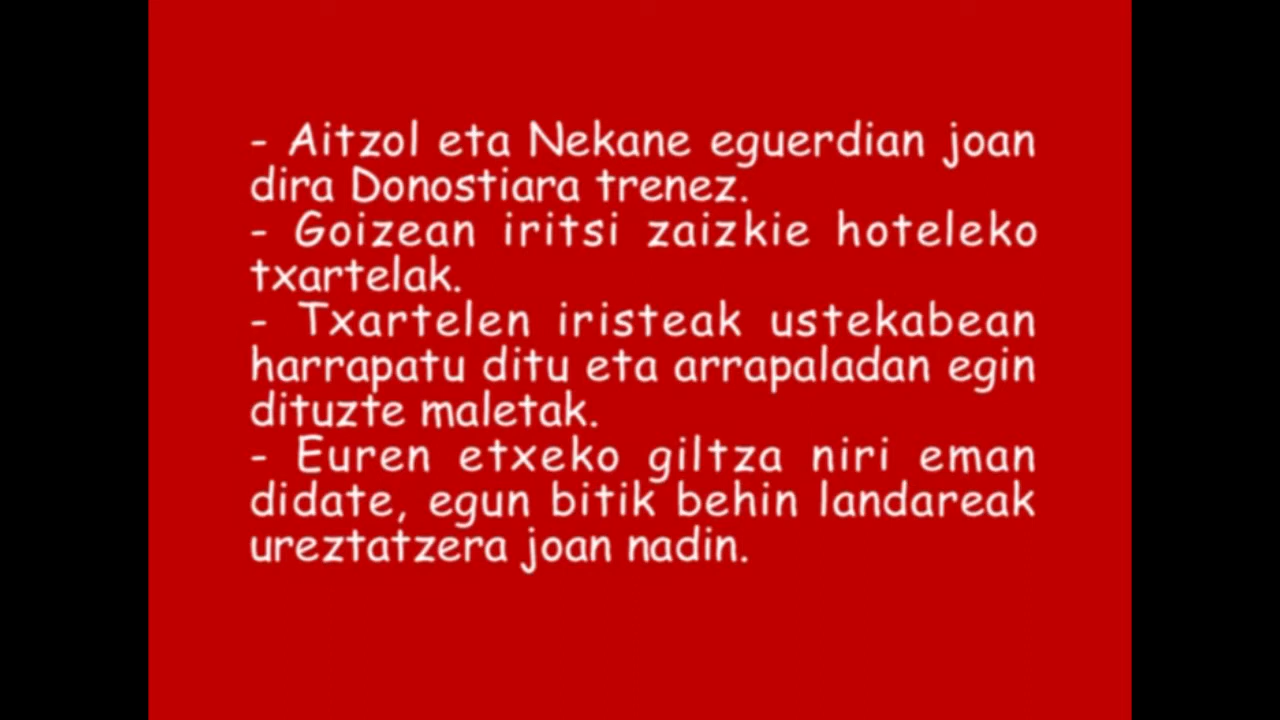 - Aitzol eta Nekane eguerdian joan
dira Donostiara trenez.
- Goizean iritsi zaizkie hoteleko
txartelak.
- Txartelen iristeak ustekabean
harrapatu ditu eta arrapaladan egin
dituzte maletak.
- Euren etxeko giltza niri eman
didate, egun bitik behin landareak
ureztatzera joan nadin.